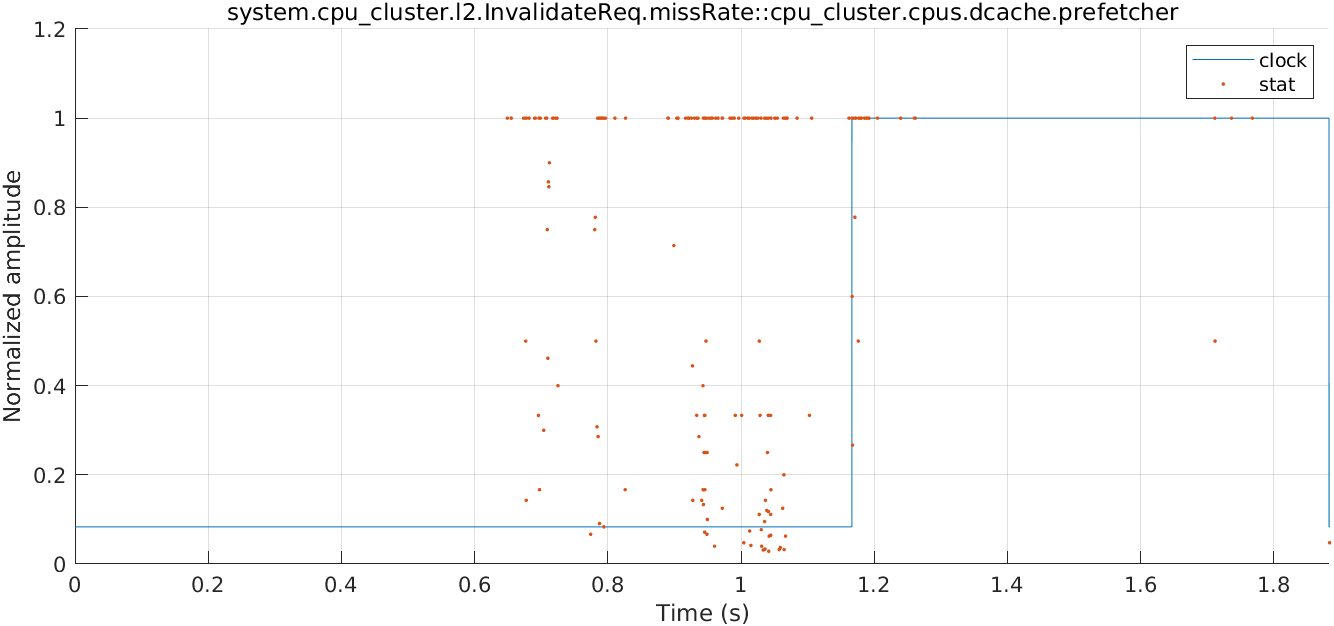 system.cpu_cluster.l2.InvalidateReq.missRate::cpu_cluster.cpus.dcache.prefetcher
1.2
1
0.8
0.6
0.4
0.2
0
Normalized amplitude
clock
stat
0 0.2 0.4 0.6 0.8 1 1.2 1.4 1.6 1.8
Time (s)